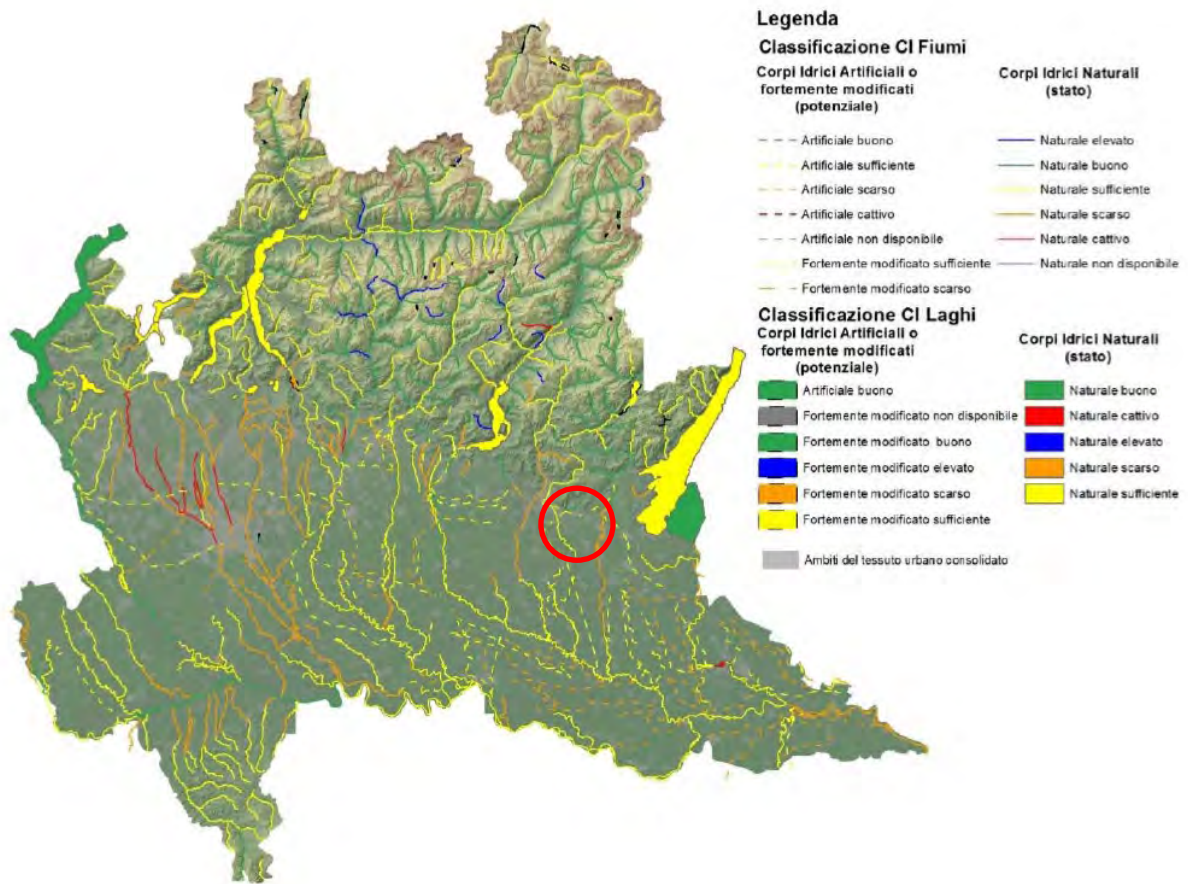 Legenda
Classificazione CI Fiumi
Corpi Idrici Artificiali o
fortemente modificati
(potenziale)
Artificiale buono
Artificiale sufficiente
Artificiale scarso
Artificiale cattivo
Artificiale non disponibile
Fortemente modificato sufficiente
Fortemente modificato scarso
Corpi Idrici Naturali
(stato)
Naturale elevato
Naturale buono
Naturale sufficiente
Naturale scarso
Naturale cattivo
Naturale non disponibile
Classificazione CI Laghi
Corpi Idrici Artificiali o
fortemente modificati
(potenziale)
Artificiale buono
Fortemente modificato non disponibile
Fortemente modificato buono
Fortemente modificato elevato
Fortemente modificato scarso
Fortemente modificato sufficiente
Ambiti del tessuto urbano consolidato
Corpi Idrici Naturali
(stato)
Naturale buono
Naturale cattivo
Naturale elevato
Naturale scarso
Naturale sufficiente